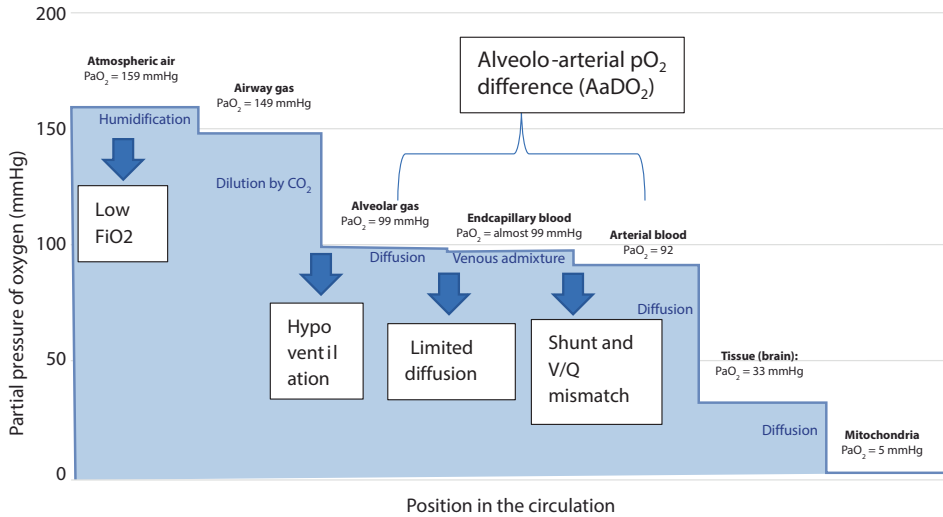 200
150
100
50
0
Partial pressure of oxygen (mmHg)
Position in the circulation
Atmospheric air
PaO₂ = 159 mmHg
Humidification
Low
FiO2
Airway gas
PaO₂ = 149 mmHg
Dilution by CO₂
Hypo
ventil
ation
Alveolo-arterial pO₂
difference (AaDO₂)
Alveolar gas
PaO₂ = 99 mmHg
Diffusion
Limited
diffusion
Endcapillary blood
PaO₂ = almost 99 mmHg
Venous admixture
Shunt and
V/Q
mismatch
Arterial blood
PaO₂ = 92
Diffusion
Tissue (brain):
PaO₂ = 33 mmHg
Diffusion
Mitochondria
PaO₂ = 5 mmHg